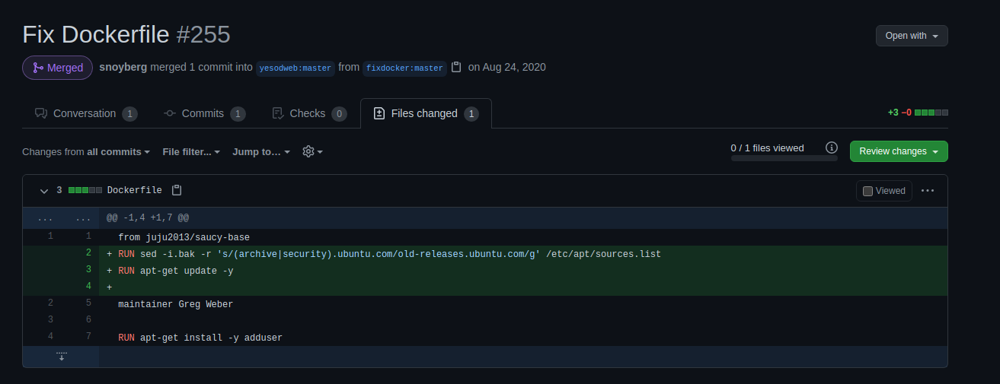 Fix Dockerfile #255
Open with
Merged snoyberg merged 1 commit into yesodweb:master from fixdocker:master on Aug 24, 2020
Conversation 1 Commits 1 Checks 0 Files changed 1 +3 −0
Changes from all commits File filter... Jump to… 0 / 1 files viewed Review changes
3 Dockerfile Viewed
... ... @@ -1,4 +1,7 @@
1 1 from juju2013/saucy-base
2 + RUN sed -i.bak -r 's/(archive|security).ubuntu.com/old-releases.ubuntu.com/g' /etc/apt/sources.list
3 + RUN apt-get update -y
4 +
2 5 maintainer Greg Weber
3 6
4 7 RUN apt-get install -y adduser